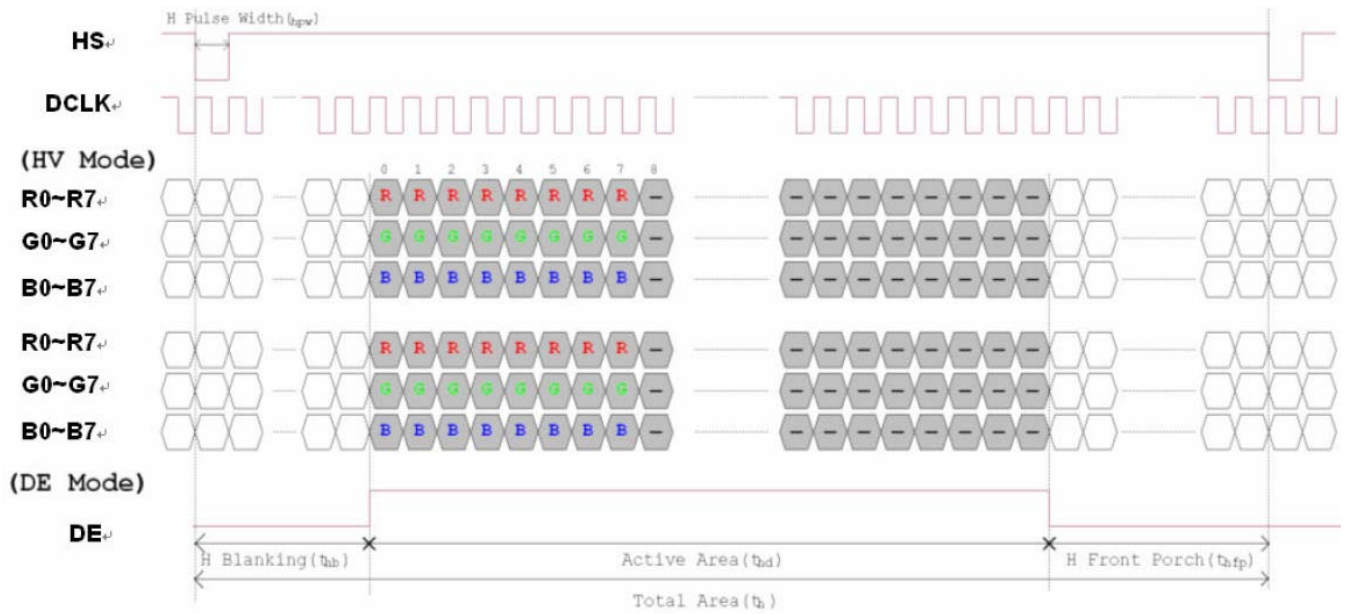 H Pulse Width(hpw)
HS
DCLK
(HV Mode)
0 1 2 3 4 5 6 7 8
R0~R7 R R R R R R R R — — — — — — — — —
G0~G7 G G G G G G G G — — — — — — — — —
B0~B7 B B B B B B B B — — — — — — — — —
R0~R7 R R R R R R R R — — — — — — — — —
G0~G7 G G G G G G G G — — — — — — — — —
B0~B7 B B B B B B B B — — — — — — — — —
(DE Mode)
DE
H Blanking(thb) Active Area(thd) H Front Porch(thfp)
Total Area(th)